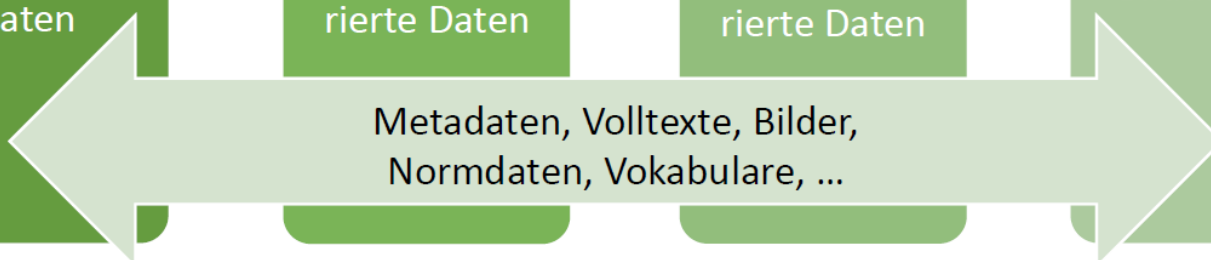 aten
rierte Daten
rierte Daten
Metadaten, Volltexte, Bilder,
Normdaten, Vokabulare, ...